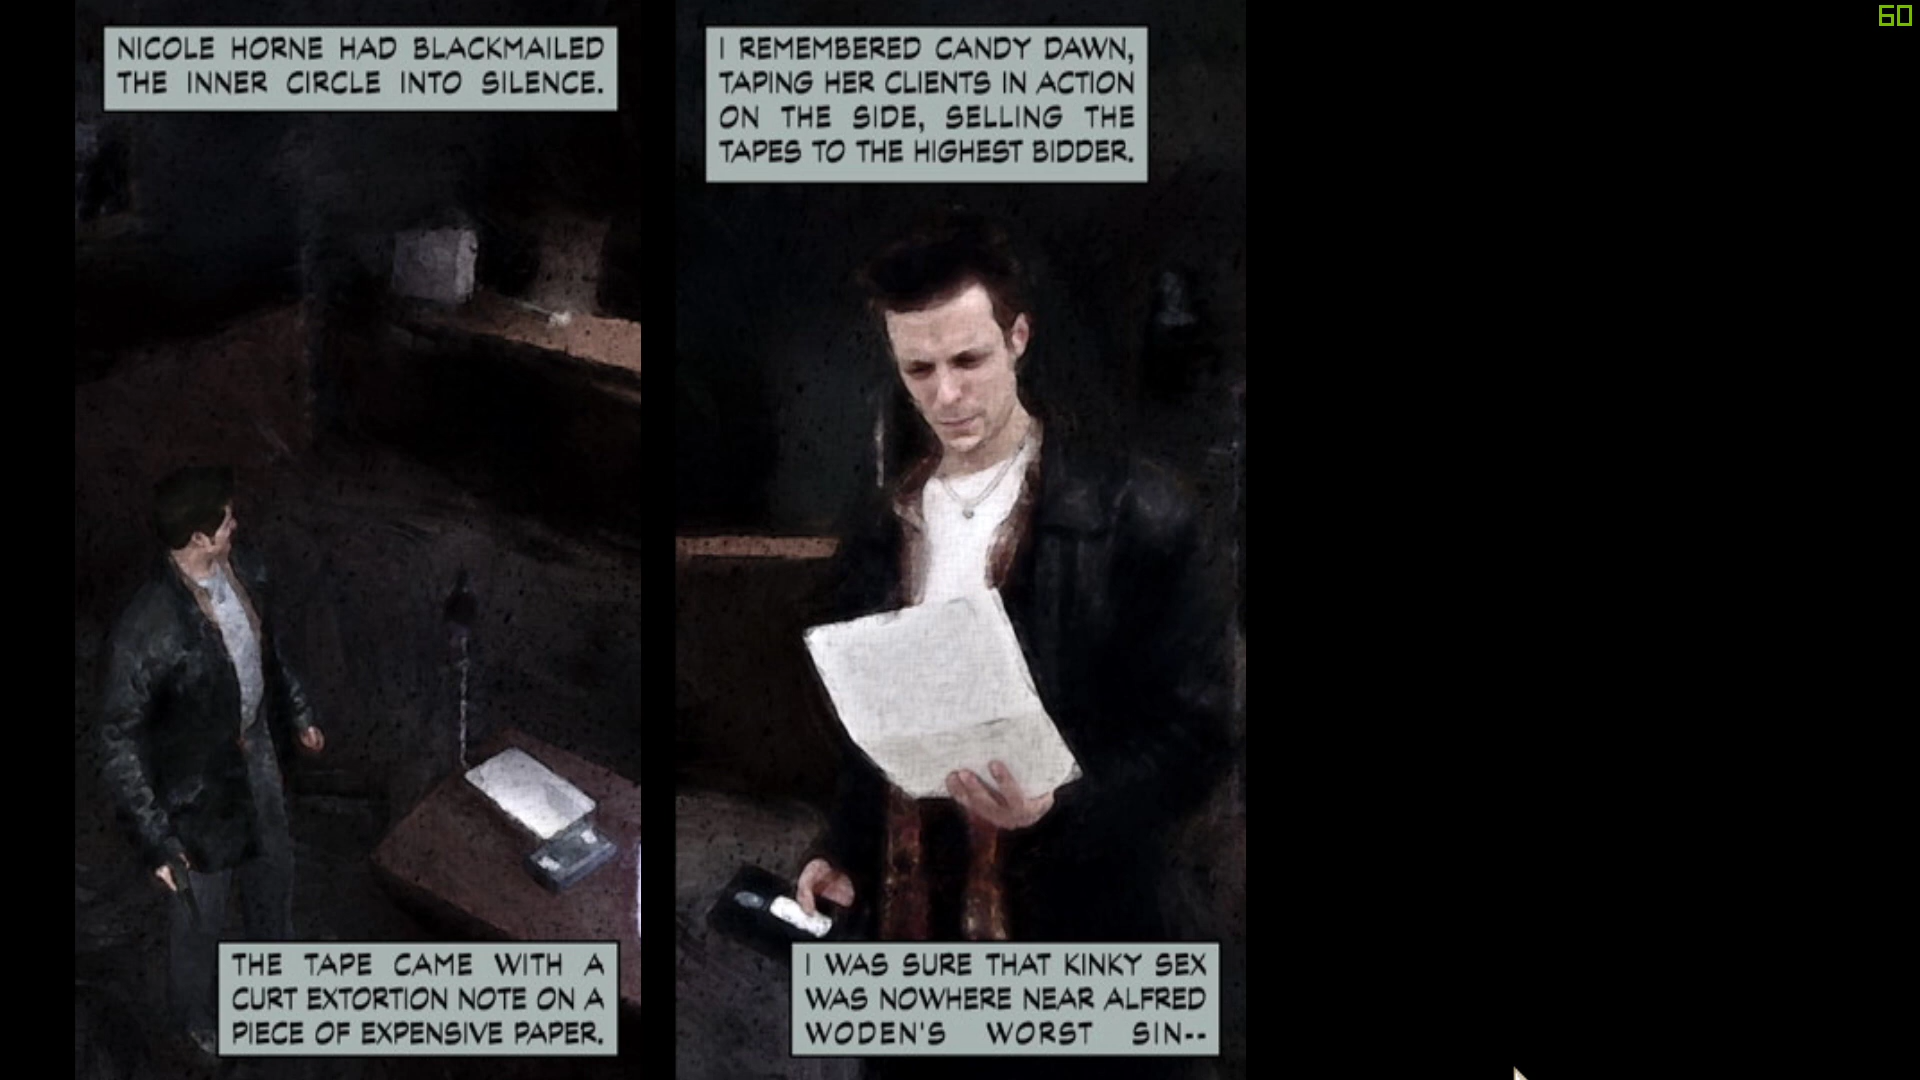 NICOLE HORNE HAD BLACKMAILED
THE INNER CIRCLE INTO SILENCE.
THE TAPE CAME WITH A
CURT EXTORTION NOTE ON A
PIECE OF EXPENSIVE PAPER.
I REMEMBERED CANDY DAWN,
TAPING HER CLIENTS IN ACTION
ON THE SIDE, SELLING THE
TAPES TO THE HIGHEST BIDDER.
I WAS SURE THAT KINKY SEX
WAS NOWHERE NEAR ALFRED
WODEN'S WORST SIN--
60